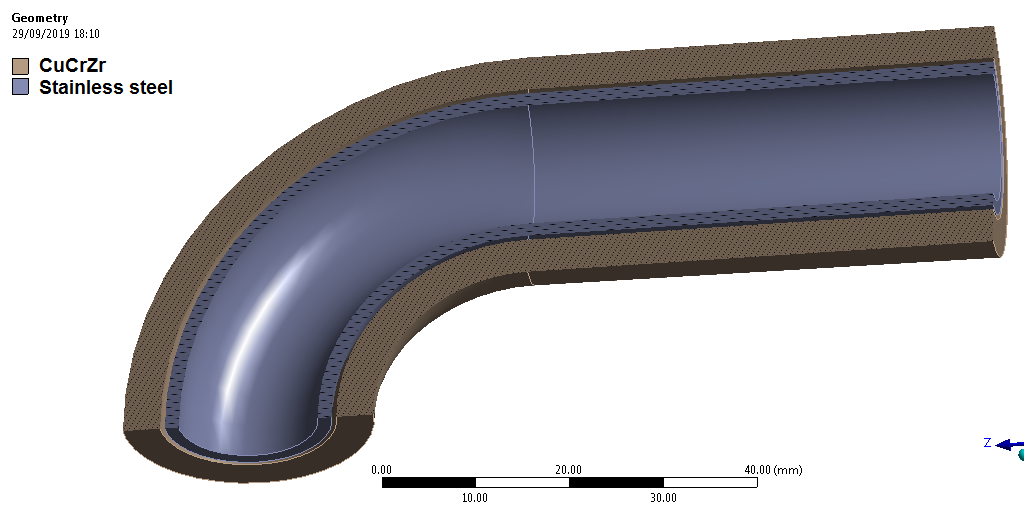 Geometry
29/09/2019 18:10
CuCrZr
Stainless steel
Z
0.00 20.00 40.00 (mm)
10.00 30.00